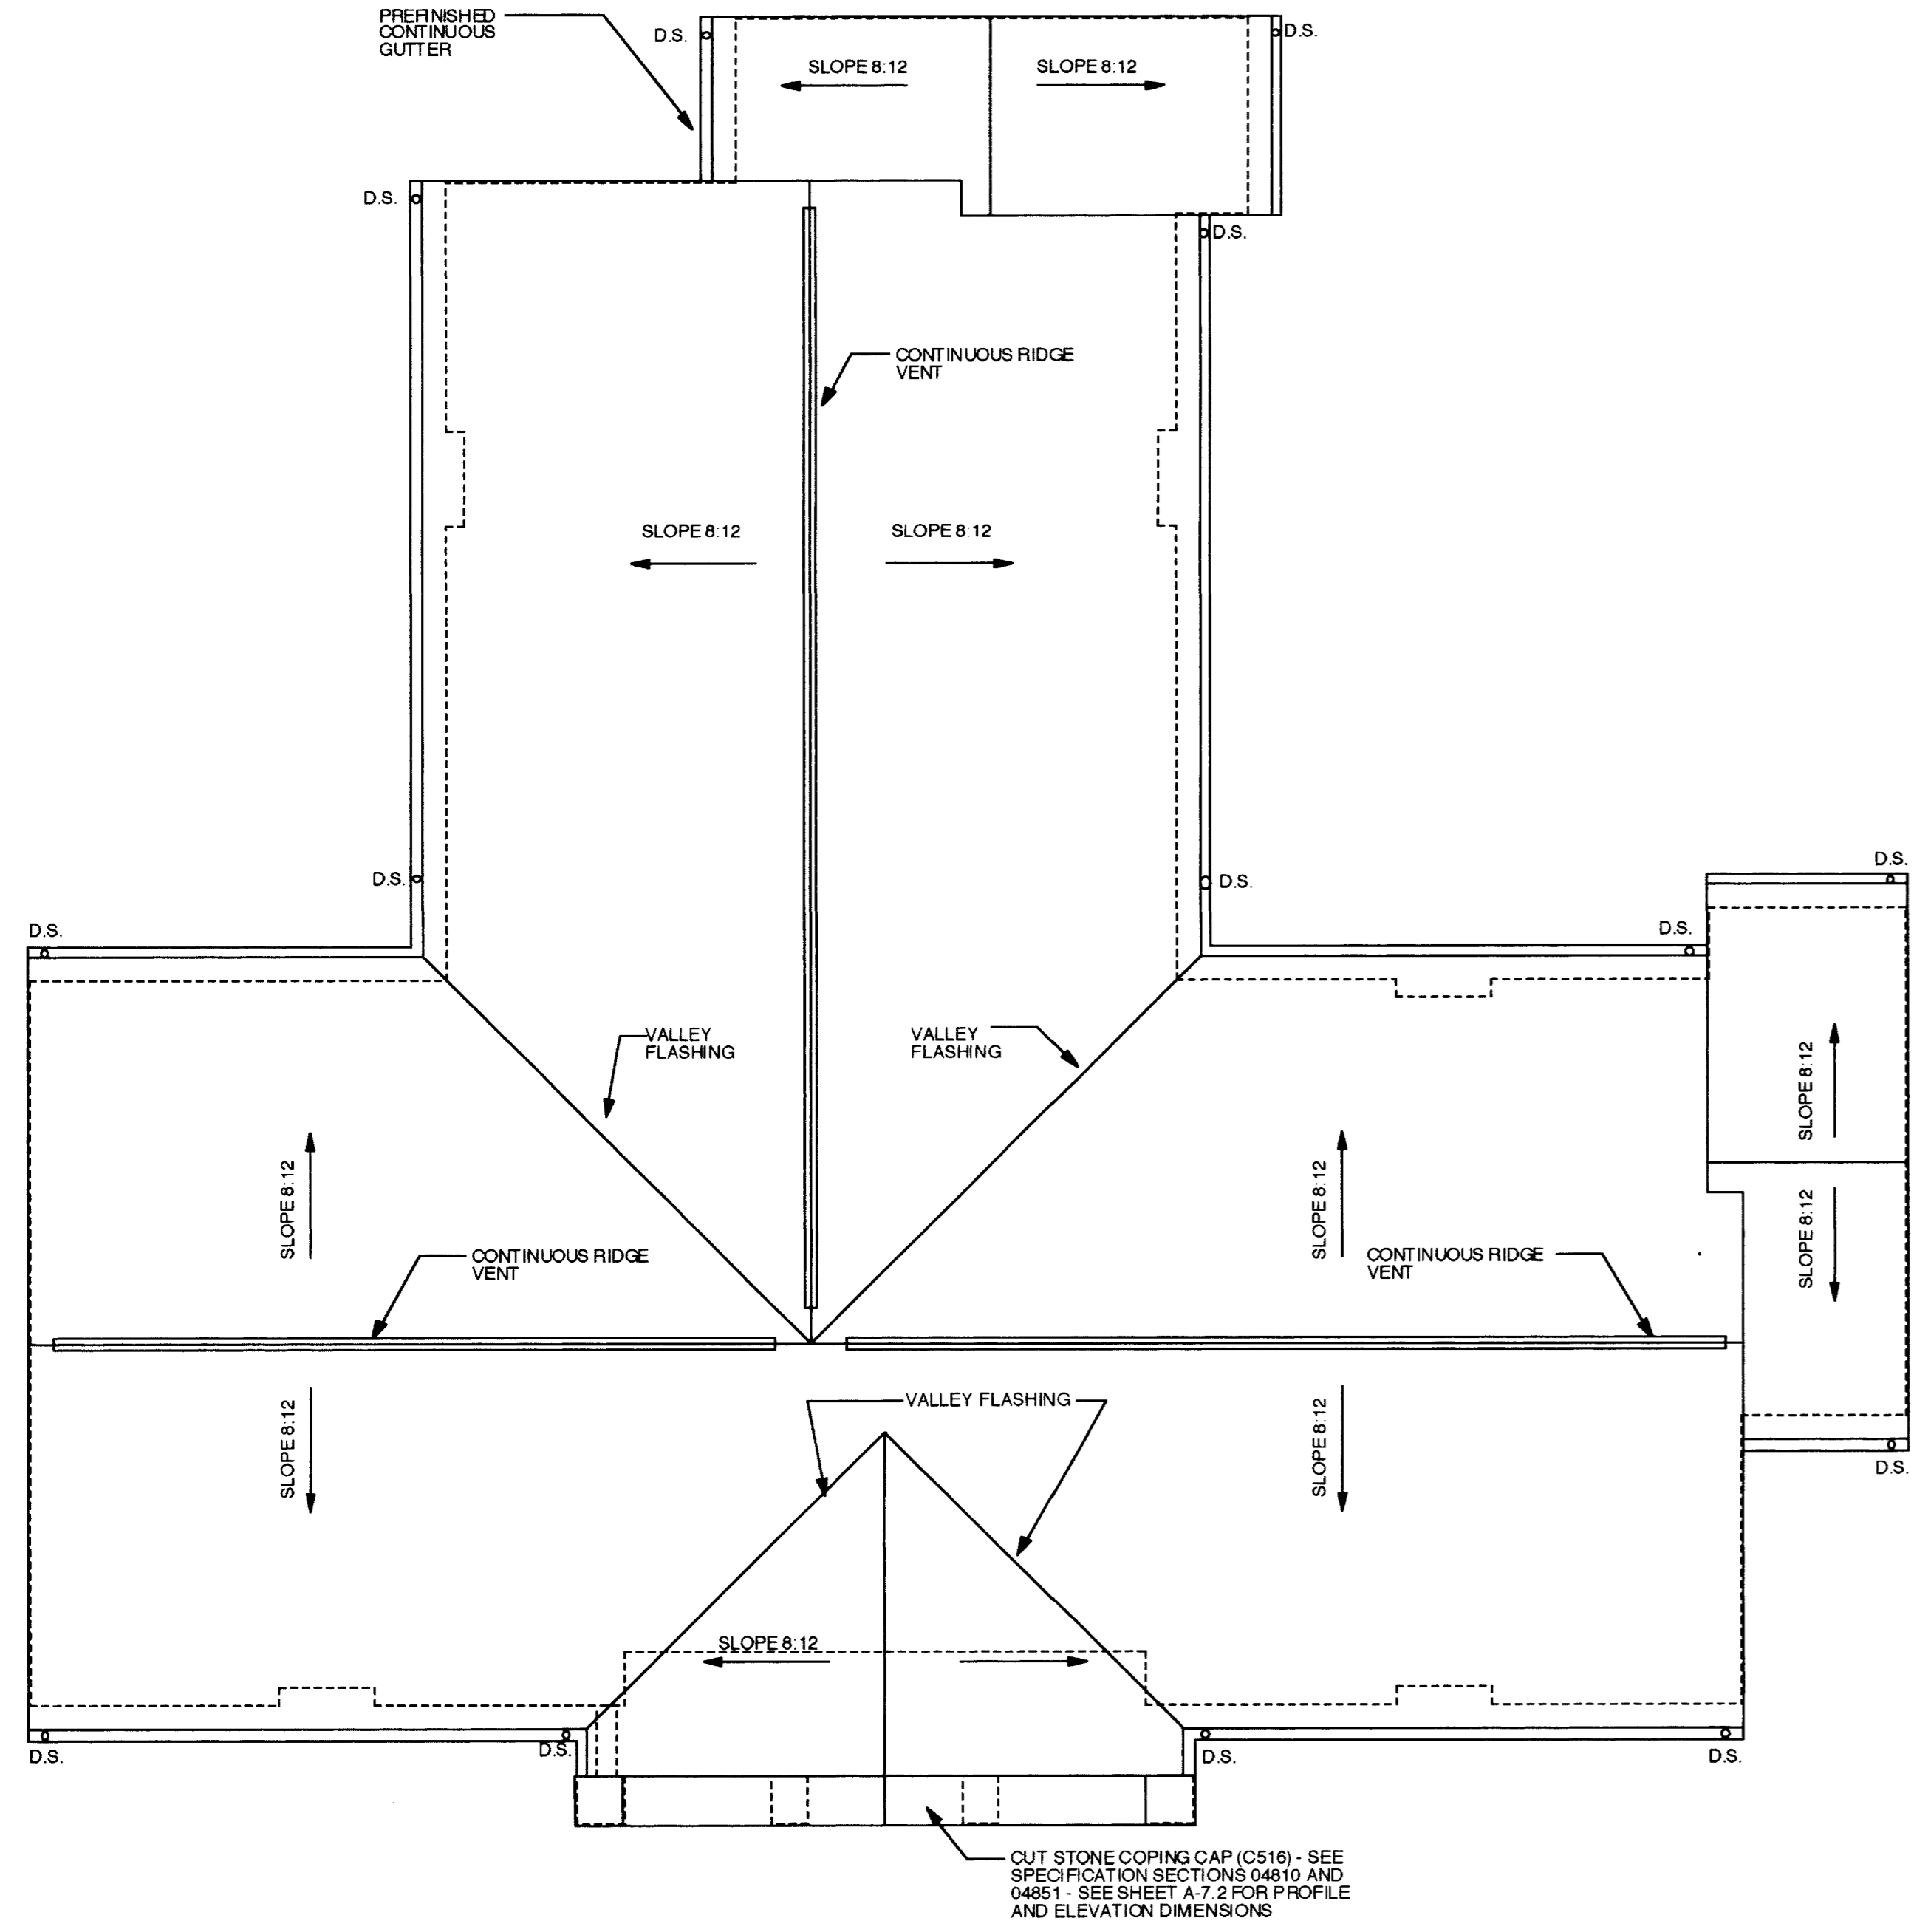 PREFINISHED
CONTINUOUS
GUTTER
D.S.
D.S.
SLOPE 8:12
SLOPE 8:12
D.S.
D.S.
CONTINUOUS RIDGE
VENT
SLOPE 8:12
SLOPE 8:12
D.S.
D.S.
D.S.
D.S.
D.S.
VALLEY
FLASHING
VALLEY
FLASHING
SLOPE 8:12
SLOPE 8:12
SLOPE 8:12
SLOPE 8:12
CONTINUOUS RIDGE
VENT
CONTINUOUS RIDGE
VENT
VALLEY FLASHING
SLOPE 8:12
SLOPE 8:12
D.S.
SLOPE 8:12
D.S.
D.S.
D.S.
D.S.
CUT STONE COPING CAP (C516) - SEE
SPECIFICATION SECTIONS 04810 AND
04851 - SEE SHEET A-7.2 FOR PROFILE
AND ELEVATION DIMENSIONS